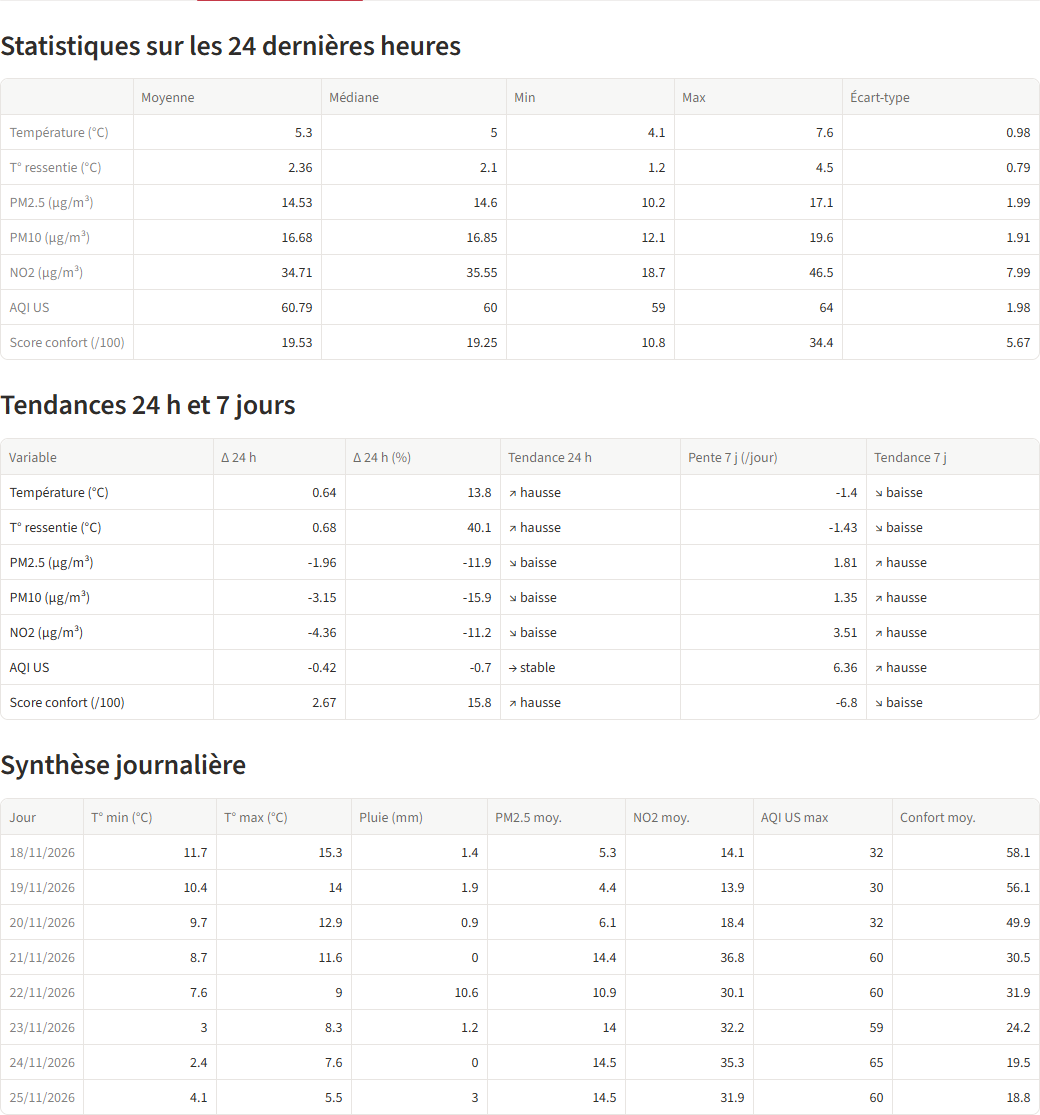 Statistiques sur les 24 dernières heures
Moyenne Médiane Min Max Écart-type
Température (°C) 5.3 5 4.1 7.6 0.98
T° ressentie (°C) 2.36 2.1 1.2 4.5 0.79
PM2.5 (µg/m³) 14.53 14.6 10.2 17.1 1.99
PM10 (µg/m³) 16.68 16.85 12.1 19.6 1.91
NO2 (µg/m³) 34.71 35.55 18.7 46.5 7.99
AQI US 60.79 60 59 64 1.98
Score confort (/100) 19.53 19.25 10.8 34.4 5.67
Tendances 24 h et 7 jours
Variable Δ 24 h Δ 24 h (%) Tendance 24 h Pente 7 j (/jour) Tendance 7 j
Température (°C) 0.64 13.8 ↗ hausse -1.4 ↘ baisse
T° ressentie (°C) 0.68 40.1 ↗ hausse -1.43 ↘ baisse
PM2.5 (µg/m³) -1.96 -11.9 ↘ baisse 1.81 ↗ hausse
PM10 (µg/m³) -3.15 -15.9 ↘ baisse 1.35 ↗ hausse
NO2 (µg/m³) -4.36 -11.2 ↘ baisse 3.51 ↗ hausse
AQI US -0.42 -0.7 → stable 6.36 ↗ hausse
Score confort (/100) 2.67 15.8 ↗ hausse -6.8 ↘ baisse
Synthèse journalière
Jour T° min (°C) T° max (°C) Pluie (mm) PM2.5 moy. NO2 moy. AQI US max Confort moy.
18/11/2026 11.7 15.3 1.4 5.3 14.1 32 58.1
19/11/2026 10.4 14 1.9 4.4 13.9 30 56.1
20/11/2026 9.7 12.9 0.9 6.1 18.4 32 49.9
21/11/2026 8.7 11.6 0 14.4 36.8 60 30.5
22/11/2026 7.6 9 10.6 10.9 30.1 60 31.9
23/11/2026 3 8.3 1.2 14 32.2 59 24.2
24/11/2026 2.4 7.6 0 14.5 35.3 65 19.5
25/11/2026 4.1 5.5 3 14.5 31.9 60 18.8